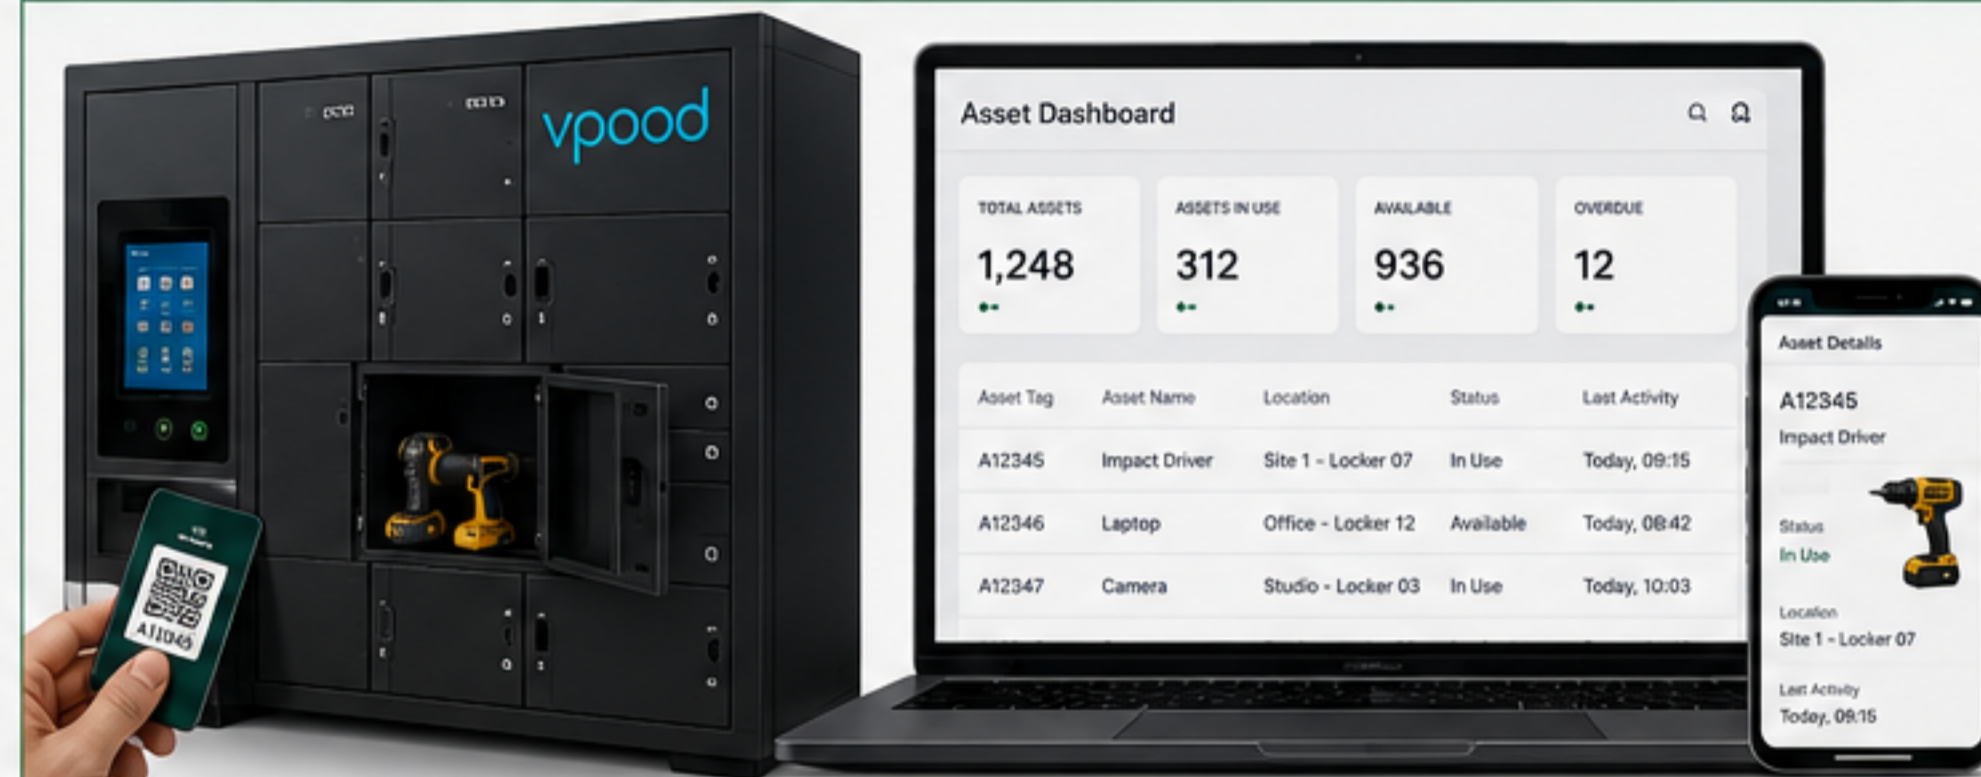 vpood
A11045
Asset Dashboard
TOTAL ASSETS
ASSETS IN USE
AVAILABLE
OVERDUE
1,248
312
936
12
Asset Tag Asset Name Location Status Last Activity
A12345 Impact Driver Site 1 - Locker 07 In Use Today, 09:15
A12346 Laptop Office - Locker 12 Available Today, 08:42
A12347 Camera Studio - Locker 03 In Use Today, 10:03
Asset Details
A12345
Impact Driver
Status
In Use
Location
Site 1 - Locker 07
Last Activity
Today, 09:15